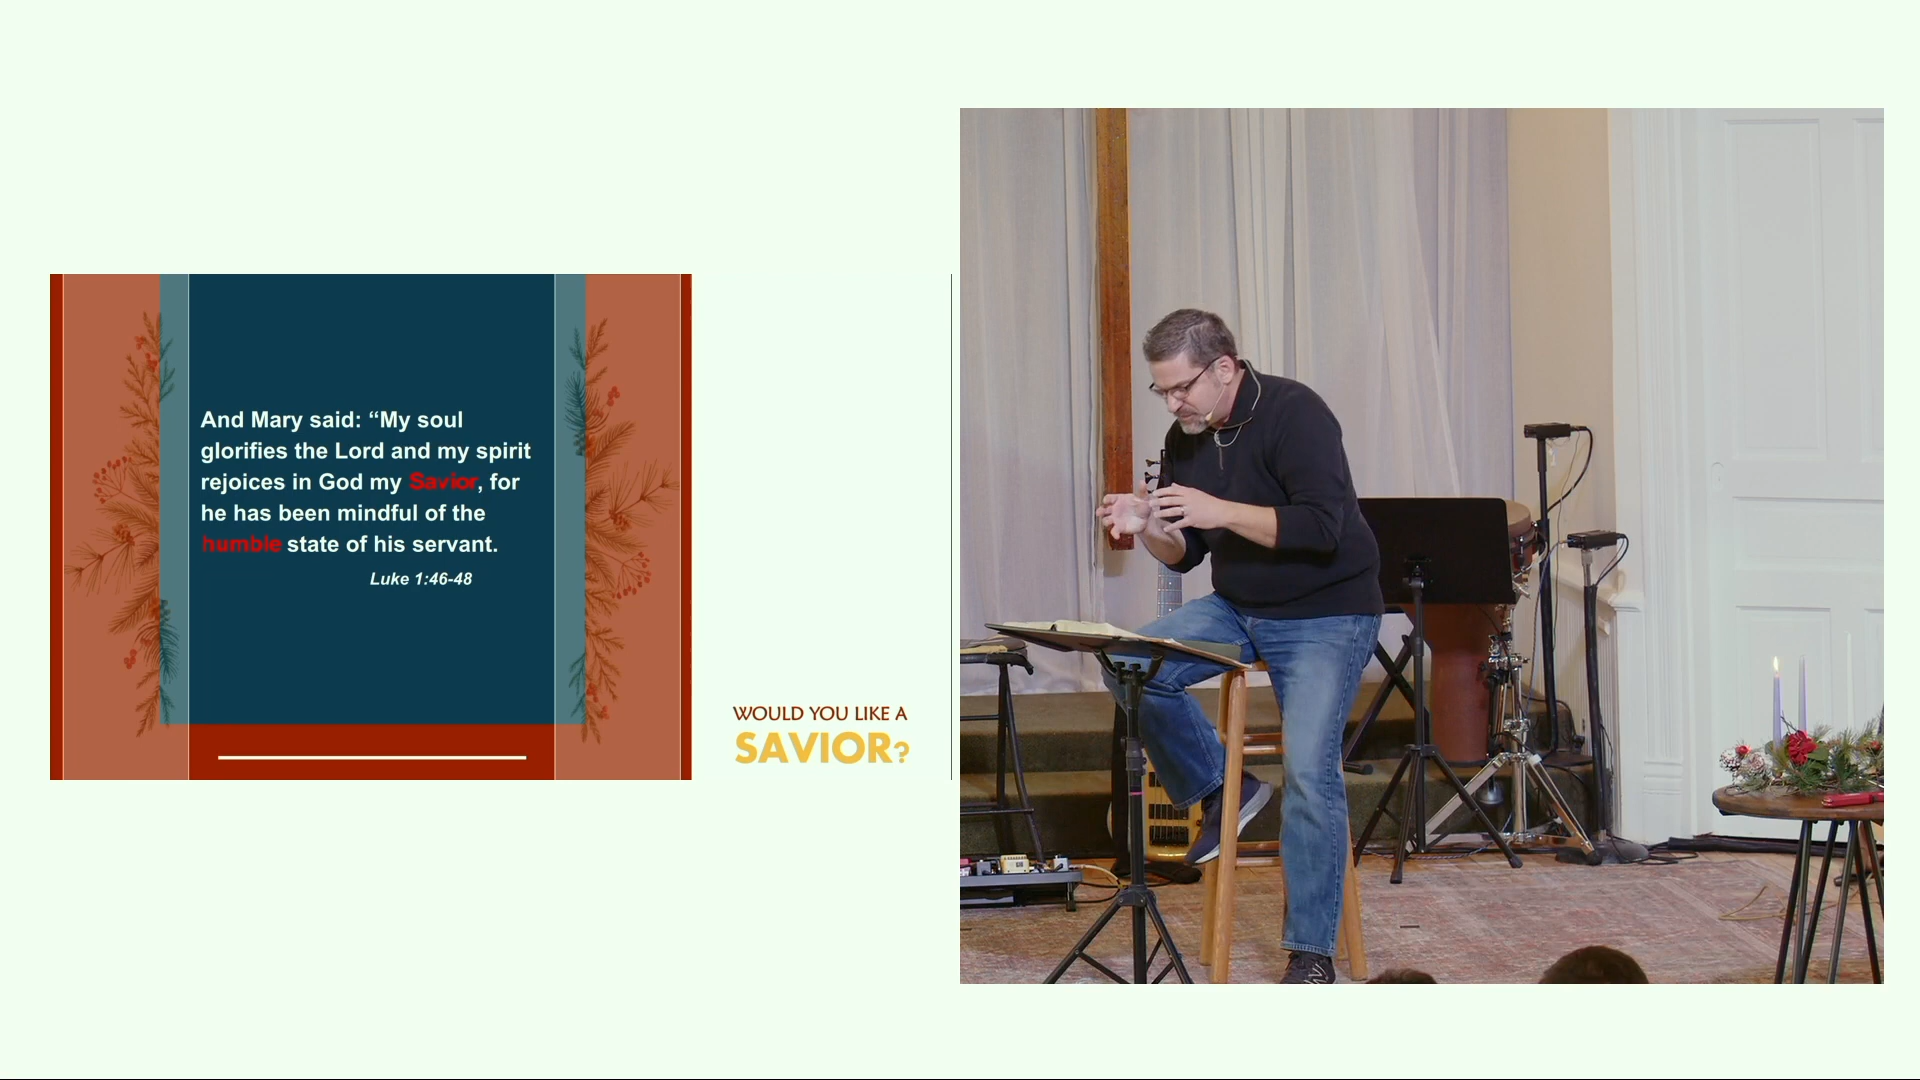 And Mary said: “My soul
glorifies the Lord and my spirit
rejoices in God my Savior, for
he has been mindful of the
humble state of his servant.
Luke 1:46-48
WOULD YOU LIKE A
SAVIOR?